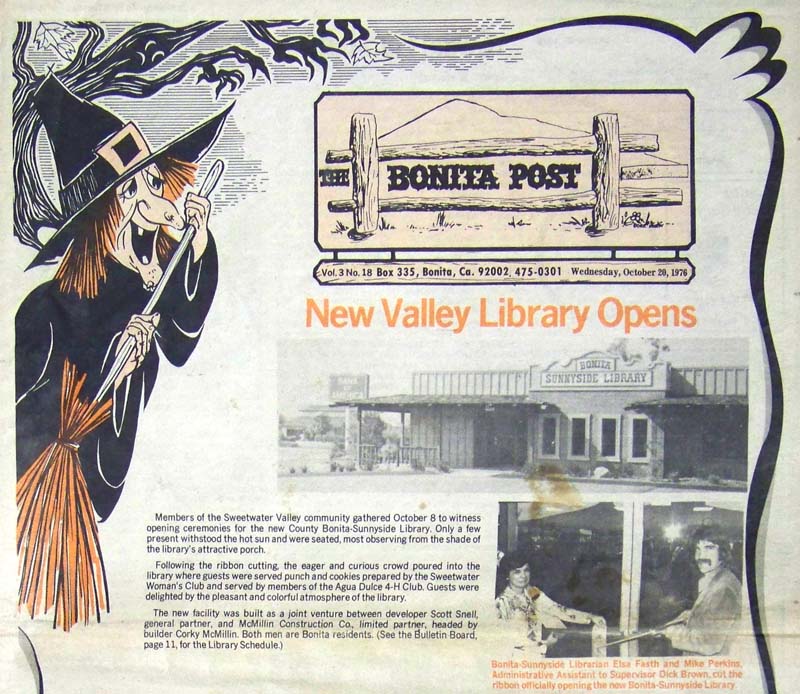 THE BONITA POST
Vol. 3 No. 18 Box 335, Bonita, Ca. 92002, 475-0301 Wednesday, October 20, 1976
New Valley Library Opens
BONITA
SUNNYSIDE LIBRARY
Members of the Sweetwater Valley community gathered October 8 to witness
opening ceremonies for the new County Bonita-Sunnyside Library. Only a few
present withstood the hot sun and were seated, most observing from the shade of
the library's attractive porch.
Following the ribbon cutting, the eager and curious crowd poured into the
library where guests were served punch and cookies prepared by the Sweetwater
Woman's Club and served by members of the Agua Dulce 4-H Club. Guests were
delighted by the pleasant and colorful atmosphere of the library.
The new facility was built as a joint venture between developer Scott Snell,
general partner, and McMillin Construction Co., limited partner, headed by
builder Corky McMillin. Both men are Bonita residents. (See the Bulletin Board,
page 11, for the Library Schedule.)
Bonita-Sunnyside Librarian Elsa Fasth and Mike Perkins,
Administrative Assistant to Supervisor Dick Brown, cut the
ribbon officially opening the new Bonita-Sunnyside Library